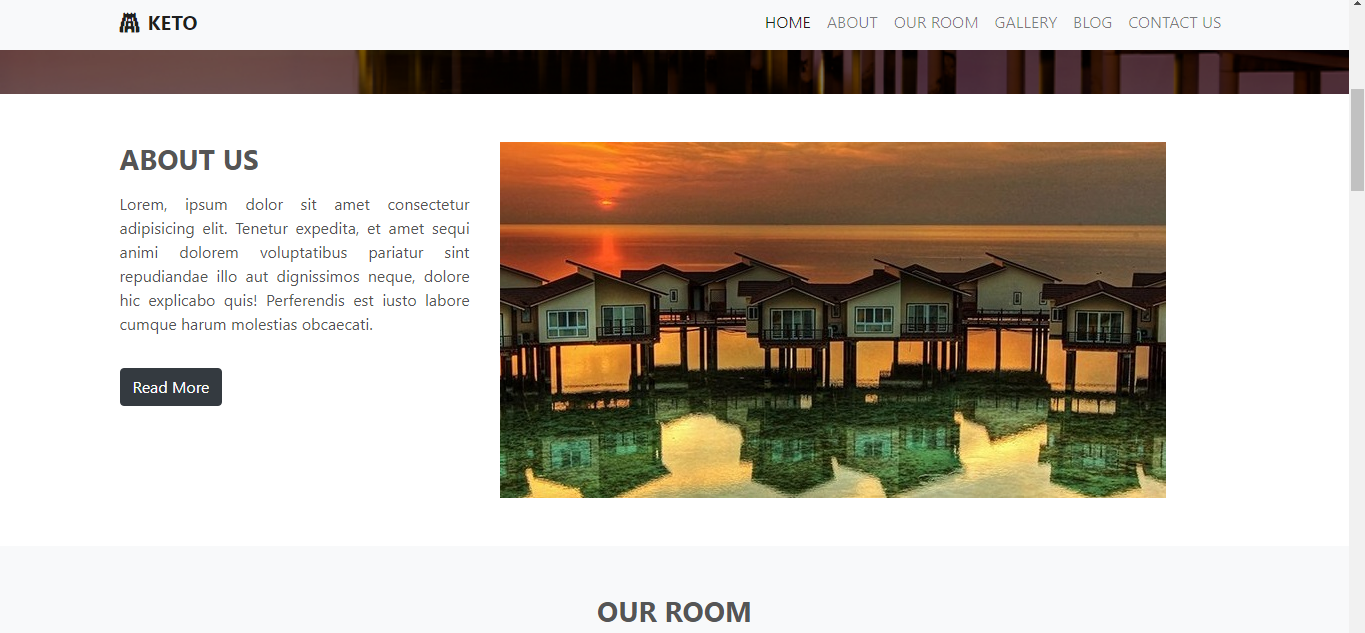 KETO
HOME ABOUT OUR ROOM GALLERY BLOG CONTACT US
ABOUT US
Lorem, ipsum dolor sit amet consectetur
adipisicing elit. Tenetur expedita, et amet sequi
animi dolorem voluptatibus pariatur sint
repudiandae illo aut dignissimos neque, dolore
hic explicabo quis! Perferendis est iusto labore
cumque harum molestias obcaecati.
Read More
OUR ROOM